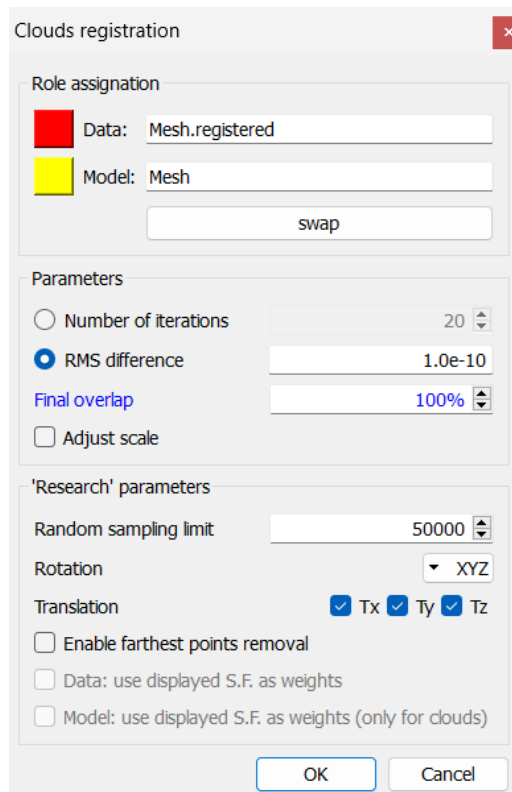 Clouds registration
Role assignation
Data: Mesh.registered
Model: Mesh
swap
Parameters
Number of iterations 20
RMS difference 1.0e-10
Final overlap 100%
Adjust scale
'Research' parameters
Random sampling limit 50000
Rotation XYZ
Translation Tx Ty Tz
Enable farthest points removal
Data: use displayed S.F. as weights
Model: use displayed S.F. as weights (only for clouds)
OK Cancel